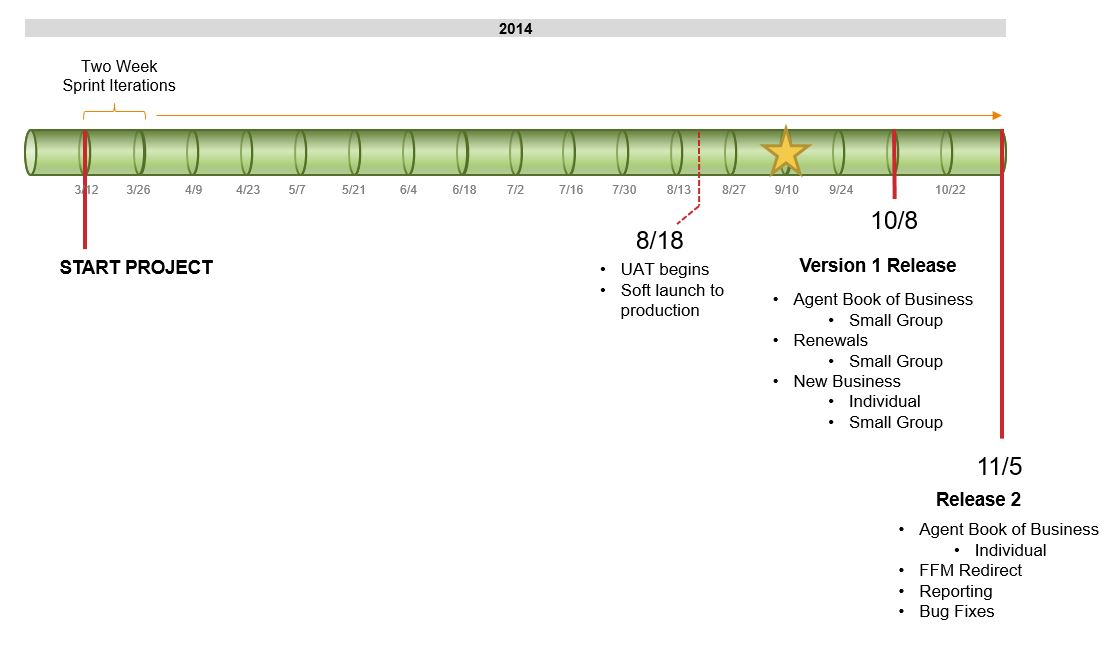 2014
Two Week
Sprint Iterations
3/12 3/26 4/9 4/23 5/7 5/21 6/4 6/18 7/2 7/16 7/30 8/13 8/27 9/10 9/24 10/22
START PROJECT
8/18
• UAT begins
• Soft launch to
production
10/8
Version 1 Release
• Agent Book of Business
• Small Group
• Renewals
• Small Group
• New Business
• Individual
• Small Group
11/5
Release 2
• Agent Book of Business
• Individual
• FFM Redirect
• Reporting
• Bug Fixes